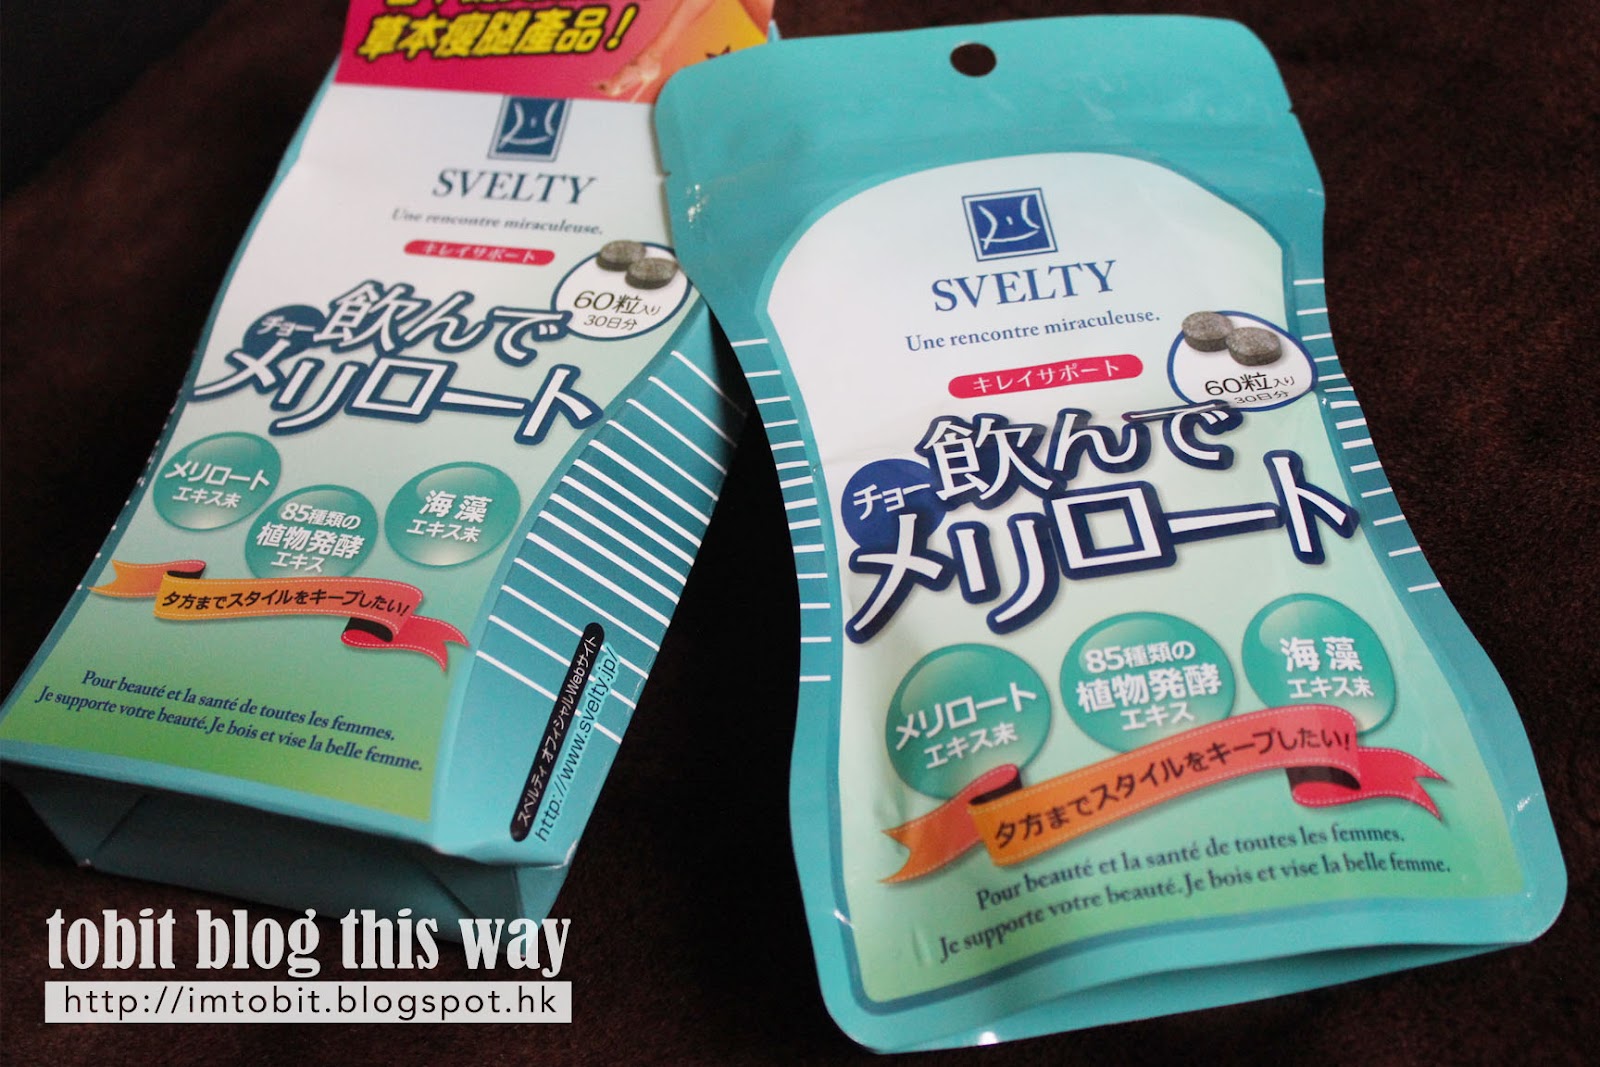 草本瘦腿產品！
SVELTY
Une rencontre miraculeuse.
キレイサポート
60粒入り
30日分
チョー
飲んで
メリロート
メリロート
エキス末
85種類の
植物発酵
エキス
海藻
エキス末
夕方までスタイルをキープしたい!
Pour beauté et la santé de toutes les femmes.
Je supporte votre beauté.Je bois et vise la belle femme.
スベルティ オフィシャルWebサイト
http://www.svelty.jp/
SVELTY
Une rencontre miraculeuse.
キレイサポート
60粒入り
30日分
チョー
飲んで
メリロート
メリロート
エキス末
85種類の
植物発酵
エキス
海藻
エキス末
夕方までスタイルをキープしたい!
Pour beauté et la santé de toutes les femmes.
Je supporte votre beauté.Je bois et vise la belle femme.
tobit blog this way
http://imtobit.blogspot.hk